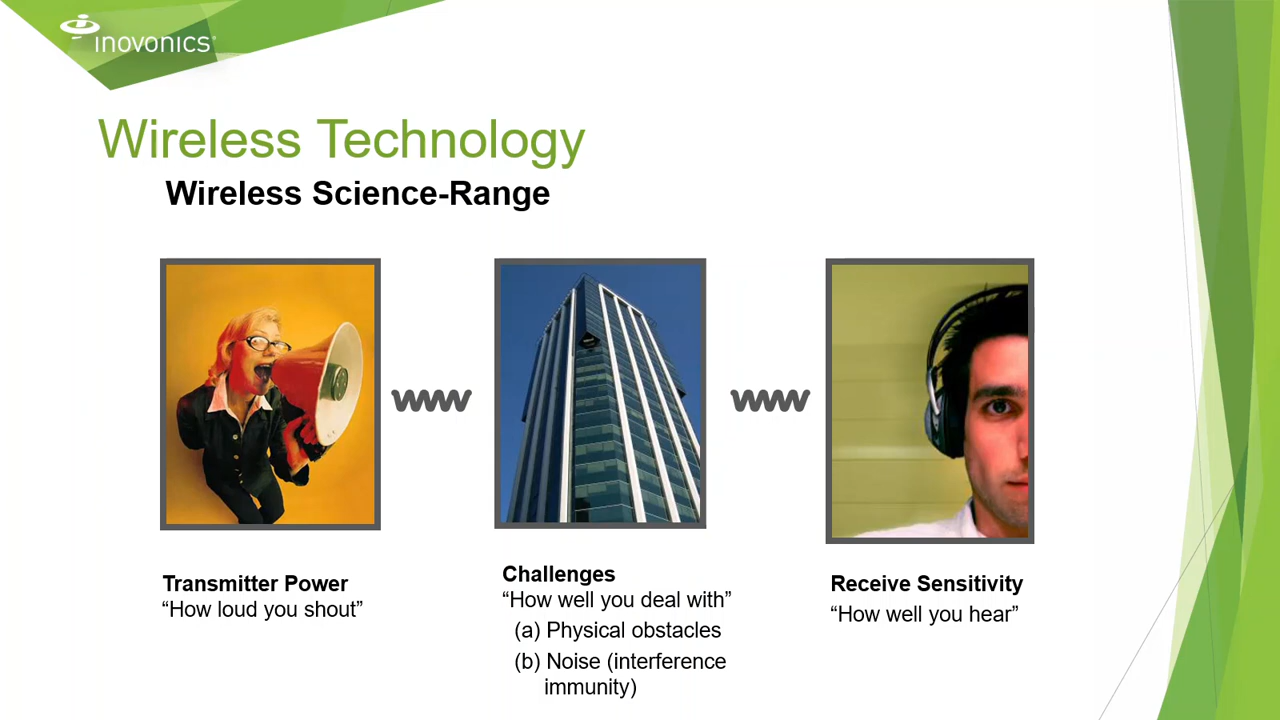 inovonics
Wireless Technology
Wireless Science-Range
Transmitter Power
“How loud you shout”
Challenges
“How well you deal with”
(a) Physical obstacles
(b) Noise (interference
immunity)
Receive Sensitivity
“How well you hear”